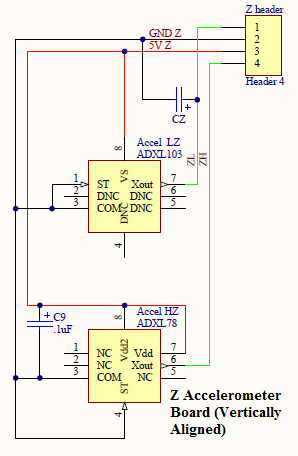 Z header
GND Z
5V Z
1
2
3
4
Header 4
CZ
ZL
ZH
Accel LZ
ADXL103
8
VS
1 ST Xout 7
2 DNC DNC 6
3 COM DNC 5
DNC
4
C9
.1uF
Accel HZ
ADXL78
8
Vdd2
1 NC Vdd 7
2 NC Xout 6
3 COM NC 5
ST
4
Z Accelerometer
Board (Vertically
Aligned)